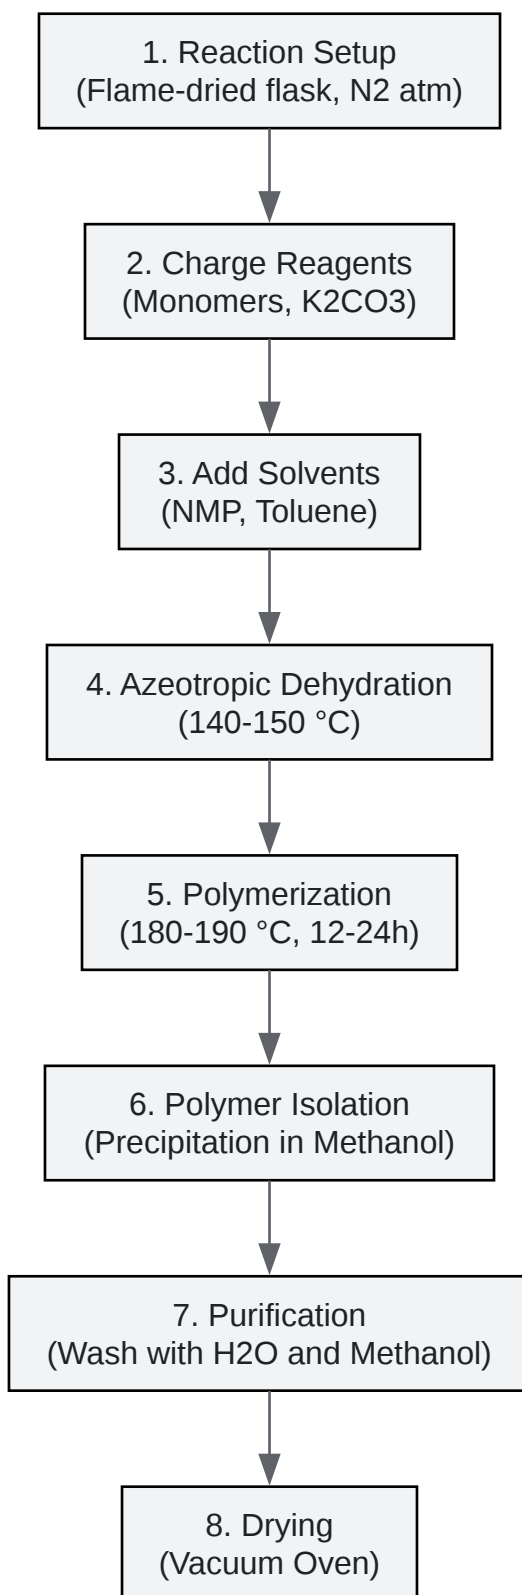 1. Reaction Setup
(Flame-dried flask, N2 atm)
2. Charge Reagents
(Monomers, K2CO3)
3. Add Solvents
(NMP, Toluene)
4. Azeotropic Dehydration
(140-150 °C)
5. Polymerization
(180-190 °C, 12-24h)
6. Polymer Isolation
(Precipitation in Methanol)
7. Purification
(Wash with H2O and Methanol)
8. Drying
(Vacuum Oven)